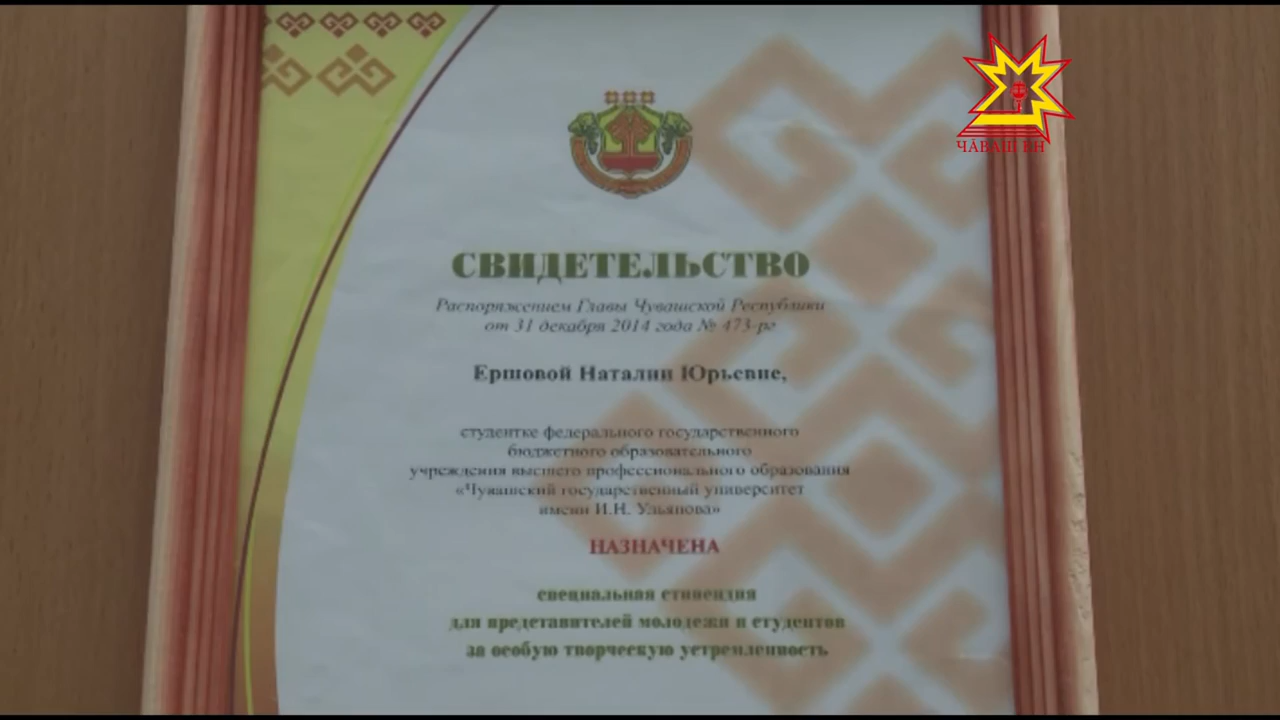 ЧӐВАШ ЕН
СВИДЕТЕЛЬСТВО
Распоряжением Главы Чувашской Республики
от 31 декабря 2014 года № 473-рг
Ершовой Наталии Юрьевне,
студентке федерального государственного
бюджетного образовательного
учреждения высшего профессионального образования
«Чувашский государственный университет
имени И.Н. Ульянова»
НАЗНАЧЕНА
специальная стипендия
для представителей молодежи и студентов
за особую творческую устремленность